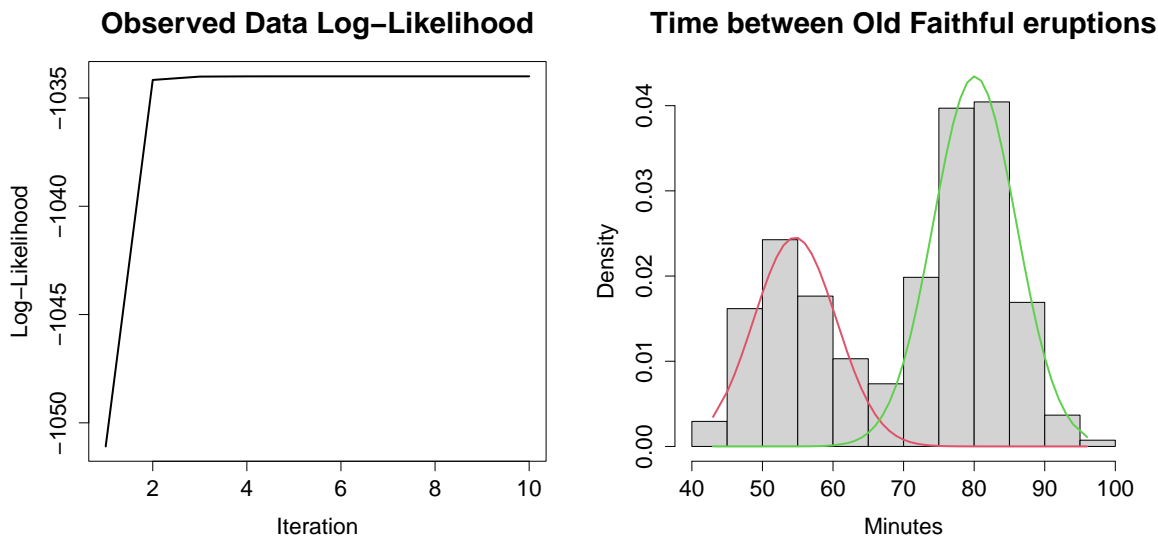 Observed Data Log−Likelihood
Log−Likelihood
−1035
−1040
−1045
−1050
2 4 6 8 10
Iteration
Time between Old Faithful eruptions
Density
0.04
0.03
0.02
0.01
0.00
40 50 60 70 80 90 100
Minutes